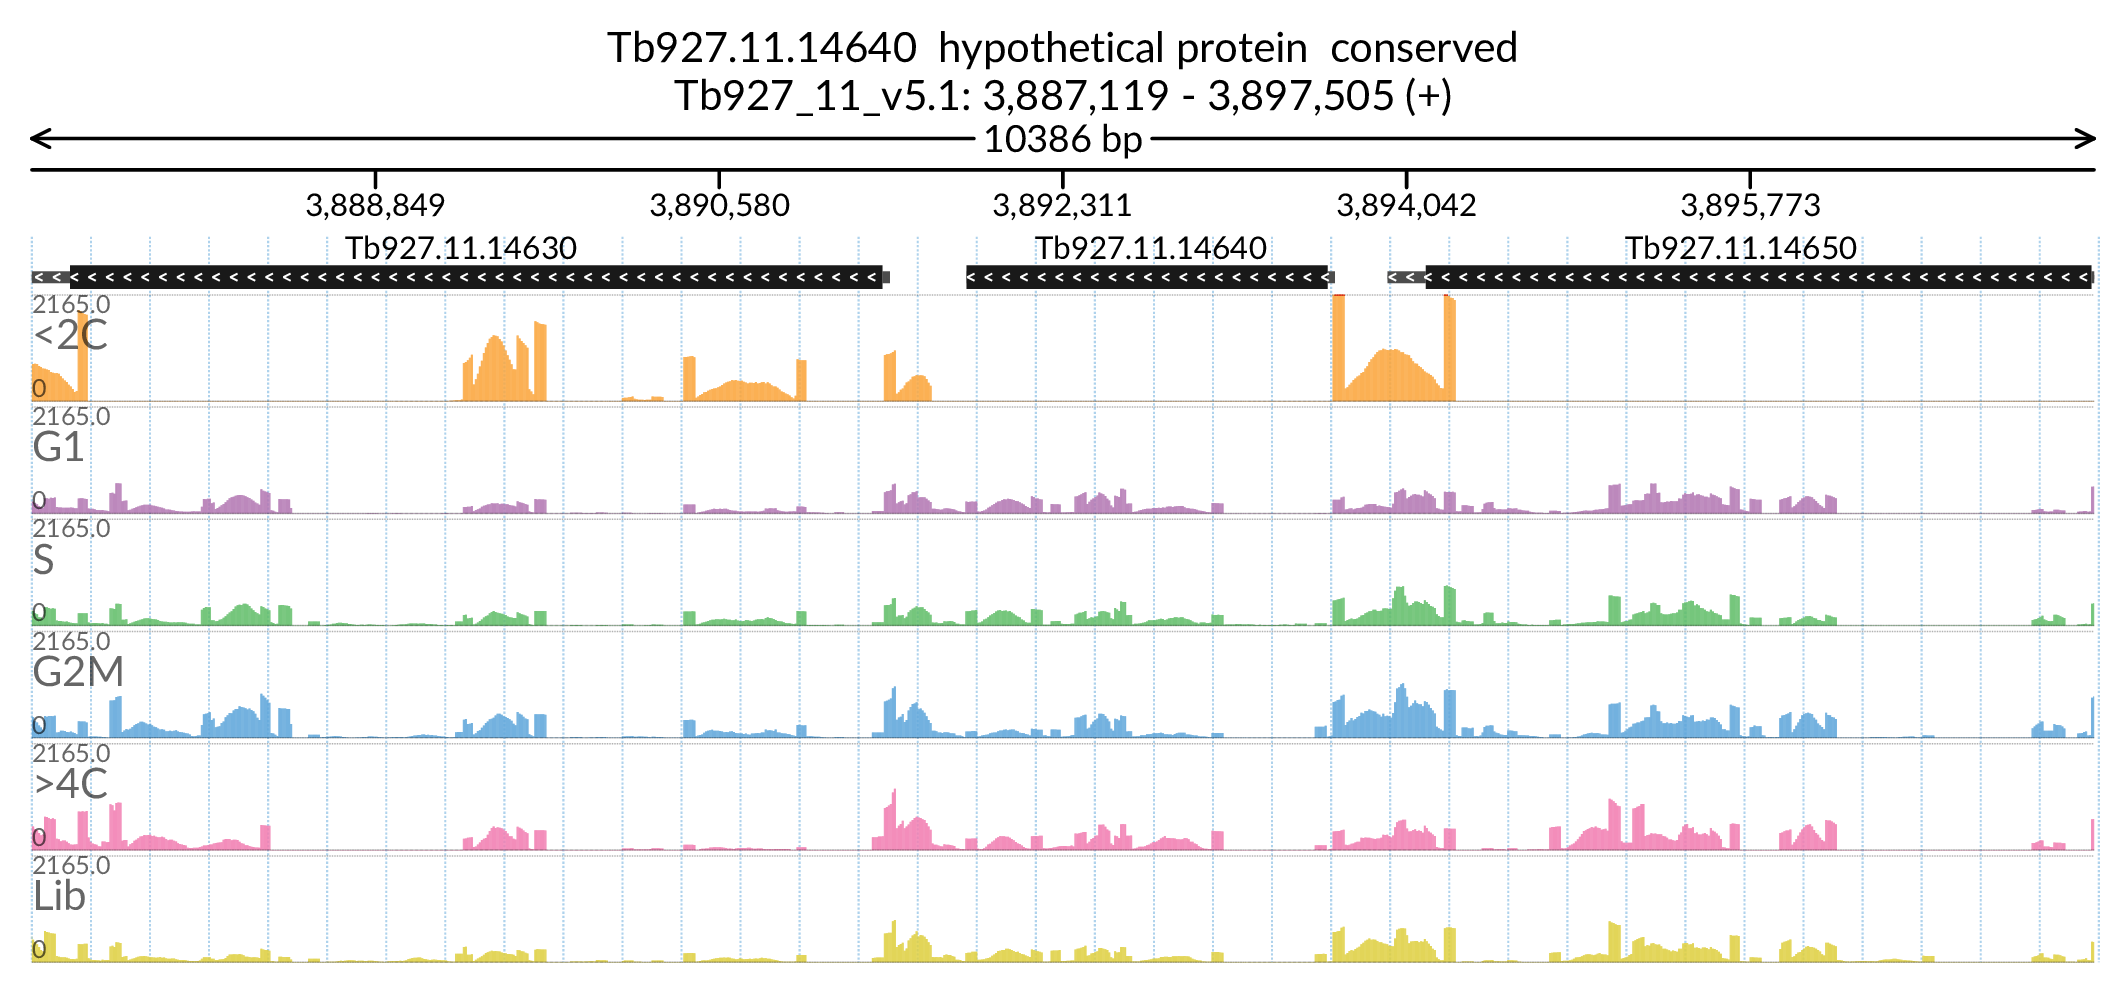 Tb927.11.14640 hypothetical protein conserved
Tb927_11_v5.1: 3,887,119 - 3,897,505 (+)
10386 bp
3,888,849 3,890,580 3,892,311 3,894,042 3,895,773
Tb927.11.14630 Tb927.11.14640 Tb927.11.14650
2165.0
<2C
0
2165.0
G1
0
2165.0
S
0
2165.0
G2M
0
2165.0
>4C
0
2165.0
Lib
0